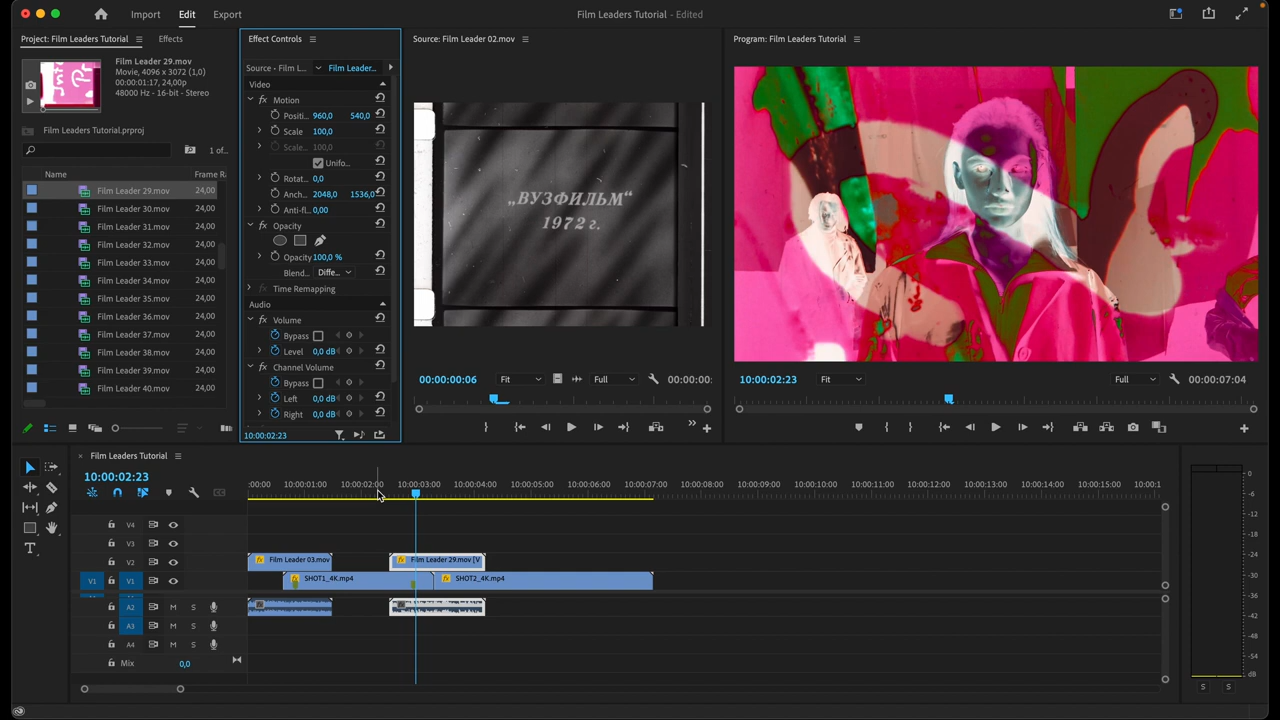 Import Edit Export Film Leaders Tutorial - Edited
Project: Film Leaders Tutorial Effects
Film Leader 29.mov
Movie, 4096 x 3072 (1,0)
00:00:01:17, 24,00p
48000 Hz - 16-bit - Stereo
Film Leaders Tutorial.prproj
1 of...
Name Frame R
Film Leader 29.mov 24,00
Film Leader 30.mov 24,00
Film Leader 31.mov 24,00
Film Leader 32.mov 24,00
Film Leader 33.mov 24,00
Film Leader 34.mov 24,00
Film Leader 35.mov 24,00
Film Leader 36.mov 24,00
Film Leader 37.mov 24,00
Film Leader 38.mov 24,00
Film Leader 39.mov 24,00
Film Leader 40.mov 24,00
Effect Controls
Source - Film L... Film Leader...
Video
fx Motion
Positi... 960,0 540,0
Scale 100,0
Scale... 100,0
Unifo...
Rotat... 0,0
Anch... 2048,0 1536,0
Anti-fl... 0,00
fx Opacity
Opacity 100,0 %
Blend... Diffe...
Time Remapping
Audio
fx Volume
Bypass
Level 0,0 dB
fx Channel Volume
Bypass
Left 0,0 dB
Right 0,0 dB
10:00:02:23
Source: Film Leader 02.mov
„ВУЗФИЛЬМ“
1972 г.
00:00:00:06 Fit Full 00:00:00:
Program: Film Leaders Tutorial
10:00:02:23 Fit Full 00:00:07:04
Film Leaders Tutorial
10:00:02:23
:00:00 10:00:01:00 10:00:02:00 10:00:03:00 10:00:04:00 10:00:05:00 10:00:06:00 10:00:07:00 10:00:08:00 10:00:09:00 10:00:10:00 10:00:11:00 10:00:12:00 10:00:13:00 10:00:14:00 10:00:15:00 10:00:1
V4
V3
V2 fx Film Leader 03.mov fx Film Leader 29.mov [V
V1 V1 fx SHOT1_4K.mp4 fx SHOT2_4K.mp4
A2 M S
A3 M S
A4 M S
Mix 0,0
0
-6
-12
-18
-24
-30
-36
-42
-48
-54
dB
S S